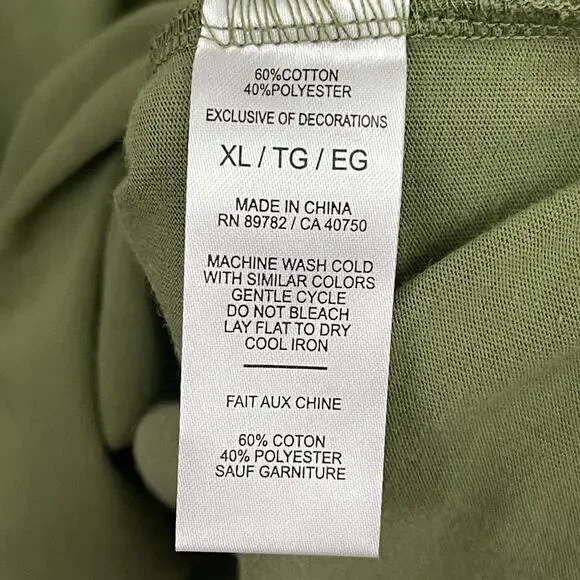 60%COTTON
40%POLYESTER
EXCLUSIVE OF DECORATIONS
XL / TG / EG
MADE IN CHINA
RN 89782 / CA 40750
MACHINE WASH COLD
WITH SIMILAR COLORS
GENTLE CYCLE
DO NOT BLEACH
LAY FLAT TO DRY
COOL IRON
FAIT AUX CHINE
60% COTON
40% POLYESTER
SAUF GARNITURE